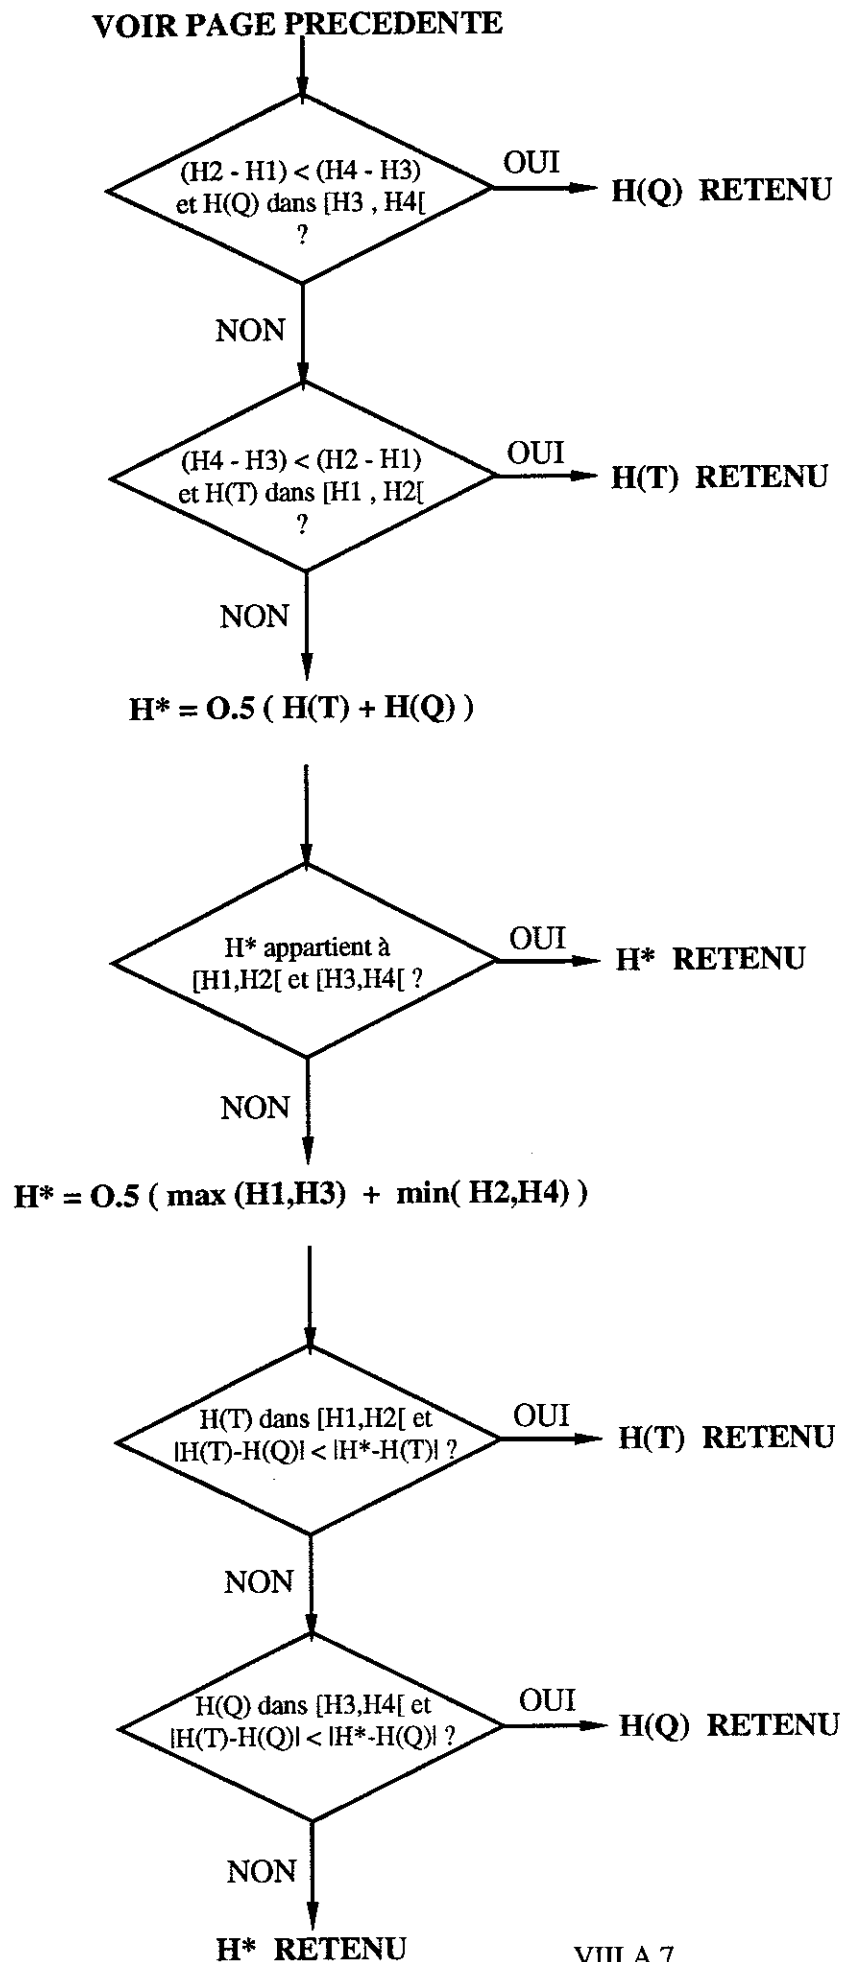 VOIR PAGE PRECEDENTE
(H2 - H1) < (H4 - H3)
et H(Q) dans [H3 , H4[
?
OUI
H(Q) RETENU
NON
(H4 - H3) < (H2 - H1)
et H(T) dans [H1 , H2[
?
OUI
H(T) RETENU
NON
H* = O.5 ( H(T) + H(Q) )
H* appartient à
[H1,H2[ et [H3,H4[ ?
OUI
H* RETENU
NON
H* = O.5 ( max (H1,H3) + min( H2,H4) )
H(T) dans [H1,H2[ et
|H(T)-H(Q)| < |H*-H(T)| ?
OUI
H(T) RETENU
NON
H(Q) dans [H3,H4[ et
|H(T)-H(Q)| < |H*-H(Q)| ?
OUI
H(Q) RETENU
NON
H* RETENU
VIII.A.7